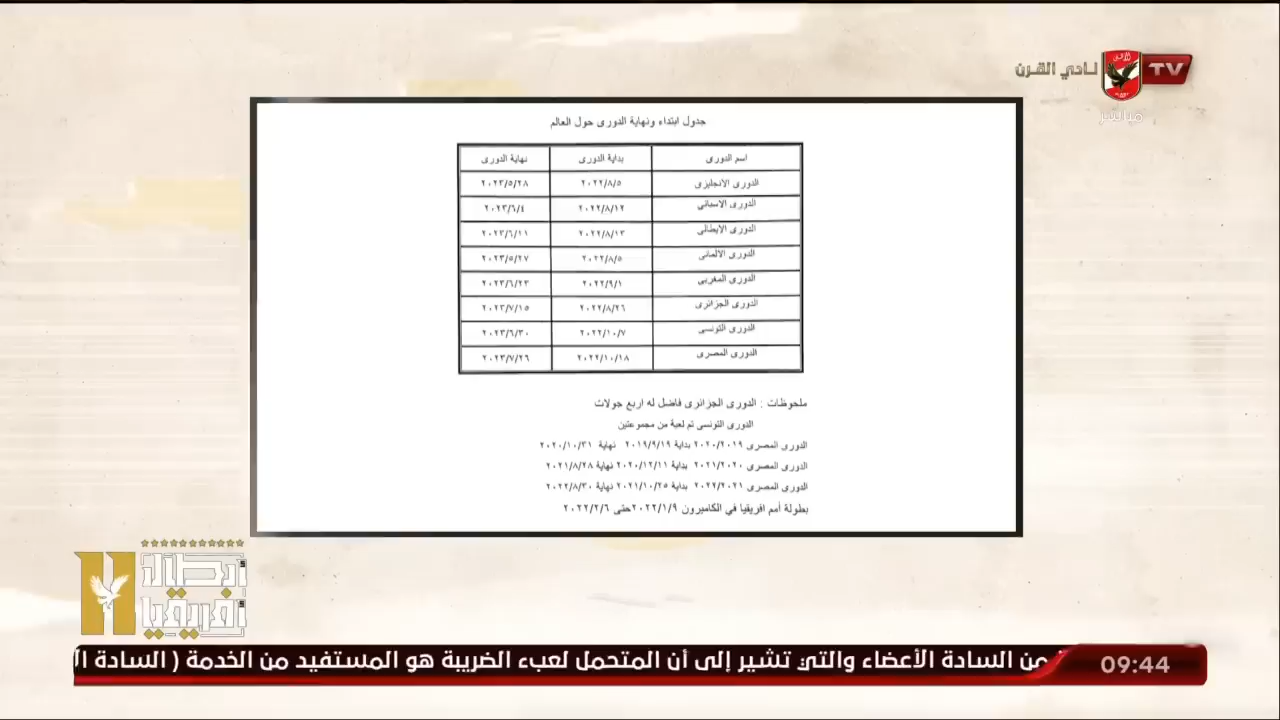 نادي القرن TV
مباشر
جدول ابتداء ونهاية الدورى حول العالم
اسم الدورى بداية الدورى نهاية الدورى
الدورى الانجليزى ٢٠٢٢/٨/٥ ٢٠٢٣/٥/٢٨
الدورى الاسبانى ٢٠٢٢/٨/١٢ ٢٠٢٣/٦/٤
الدورى الايطالى ٢٠٢٢/٨/١٣ ٢٠٢٣/٦/١١
الدورى الالمانى ٢٠٢٢/٨/٥ ٢٠٢٣/٥/٢٧
الدورى المغربى ٢٠٢٢/٩/١ ٢٠٢٣/٦/٢٣
الدورى الجزائرى ٢٠٢٢/٨/٢٦ ٢٠٢٣/٧/١٥
الدورى التونسى ٢٠٢٢/١٠/٧ ٢٠٢٣/٦/٣٠
الدورى المصرى ٢٠٢٢/١٠/١٨ ٢٠٢٣/٧/٢٦
ملحوظات : الدورى الجزائرى فاضل له اربع جولات
الدورى التونسى تم لعبة من مجموعتين
الدورى المصرى ٢٠٢٠/٢٠١٩ بداية ٢٠١٩/٩/١٩ نهاية ٢٠٢٠/١٠/٣١
الدورى المصرى ٢٠٢١/٢٠٢٠ بداية ٢٠٢٠/١٢/١١ نهاية ٢٠٢١/٨/٢٨
الدورى المصرى ٢٠٢٢/٢٠٢١ بداية ٢٠٢١/١٠/٢٥ نهاية ٢٠٢٢/٨/٣٠
بطولة أمم افريقيا في الكاميرون ٢٠٢٢/١/٩حتى ٢٠٢٢/٢/٦
أبطال
أفريقيا
11
من السادة الأعضاء والتي تشير إلى أن المتحمل لعبء الضريبة هو المستفيد من الخدمة ( السادة
09:44